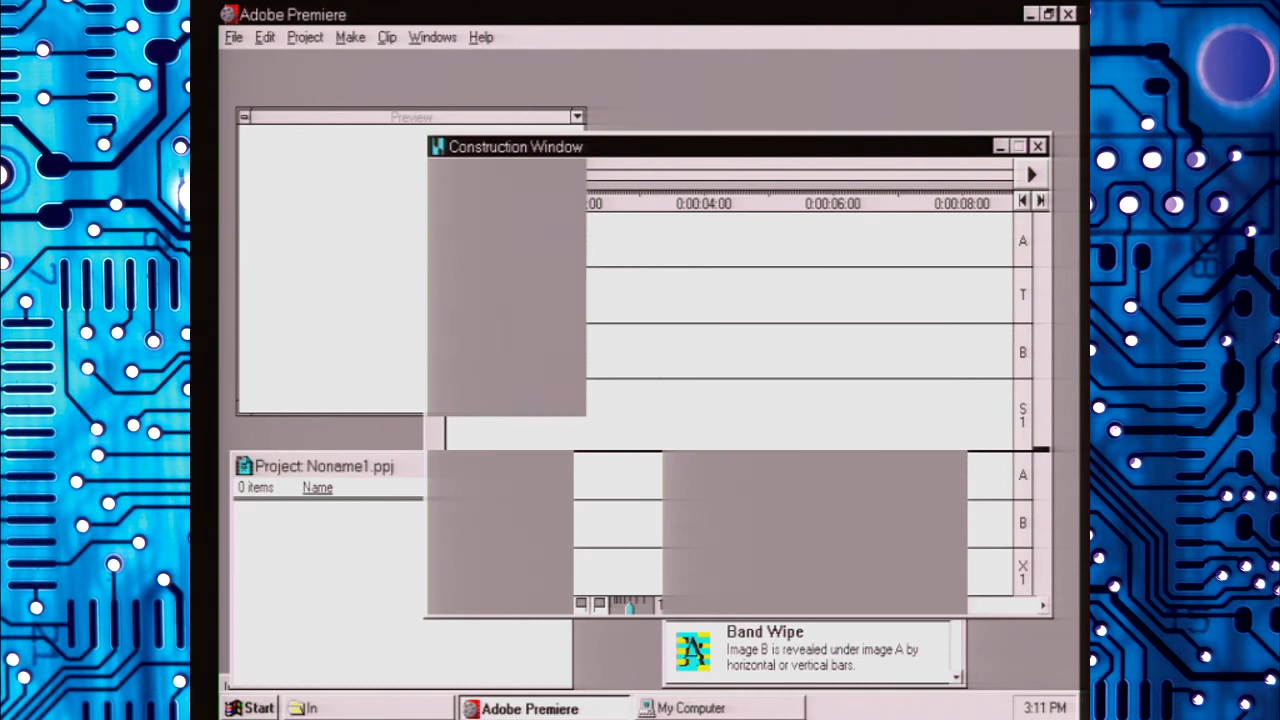 Adobe Premiere
File Edit Project Make Clip Windows Help
Preview
Construction Window
:00 0:00:04:00 0:00:06:00 0:00:08:00
A
T
B
S
1
Project: Noname1.ppj
0 items Name
A
B
X
1
Band Wipe
Image B is revealed under image A by
horizontal or vertical bars.
Start In Adobe Premiere My Computer 3:11 PM